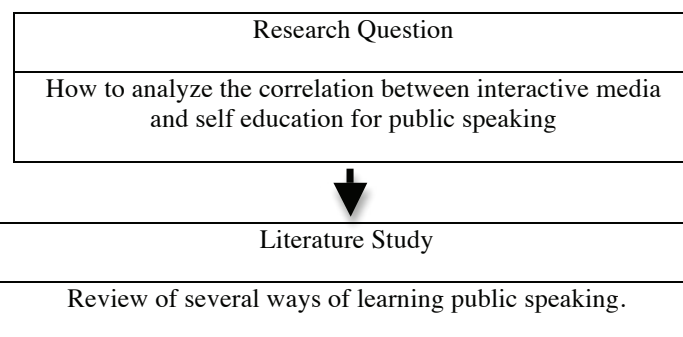 Research Question
How to analyze the correlation between interactive media
and self education for public speaking
Literature Study
Review of several ways of learning public speaking.